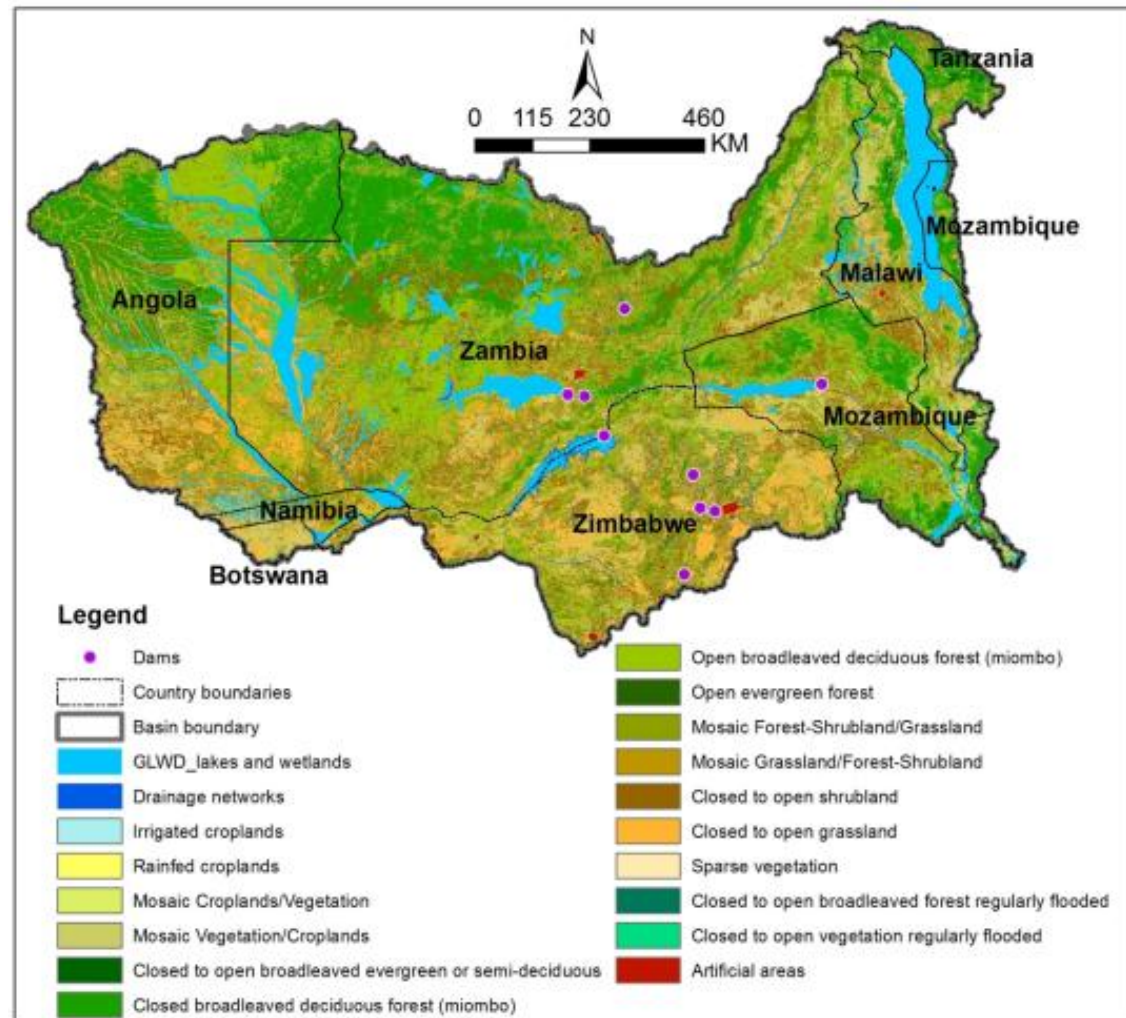 Tanzania
N
0 115 230 460
KM
Mozambique
Malawi
Angola
Zambia
Mozambique
Namibia
Zimbabwe
Botswana
Legend
Dams
Country boundaries
Basin boundary
GLWD_lakes and wetlands
Drainage networks
Irrigated croplands
Rainfed croplands
Mosaic Croplands/Vegetation
Mosaic Vegetation/Croplands
Closed to open broadleaved evergreen or semi-deciduous
Closed broadleaved deciduous forest (miombo)
Open broadleaved deciduous forest (miombo)
Open evergreen forest
Mosaic Forest-Shrubland/Grassland
Mosaic Grassland/Forest-Shrubland
Closed to open shrubland
Closed to open grassland
Sparse vegetation
Closed to open broadleaved forest regularly flooded
Closed to open vegetation regularly flooded
Artificial areas